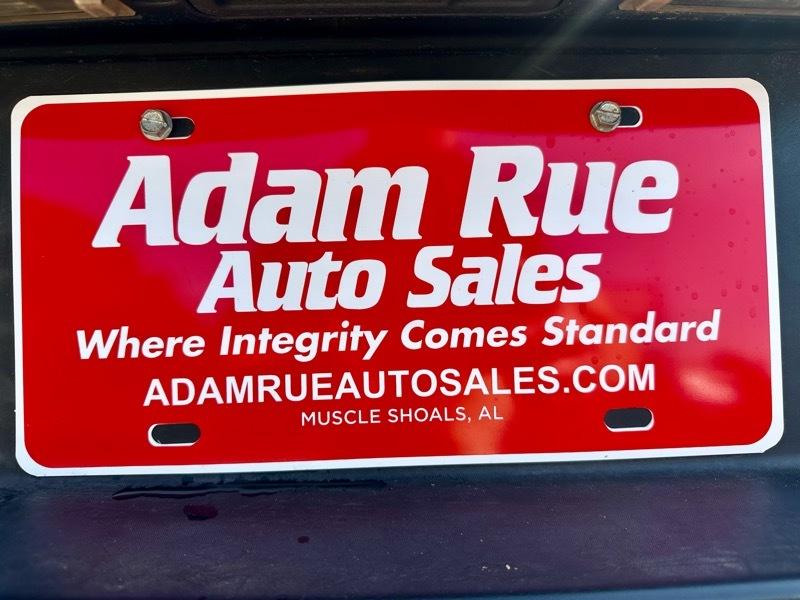 Adam Rue
Auto Sales
Where Integrity Comes Standard
ADAMRUEAUTOSALES.COM
MUSCLE SHOALS, AL